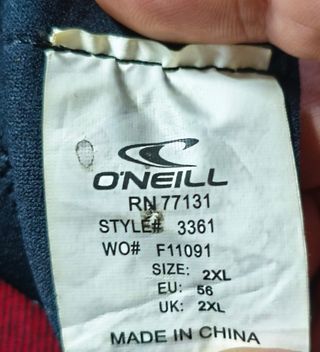 O'NEILL
RN 77131
STYLE# 3361
WO# F11091
SIZE: 2XL
EU: 56
UK: 2XL
MADE IN CHINA